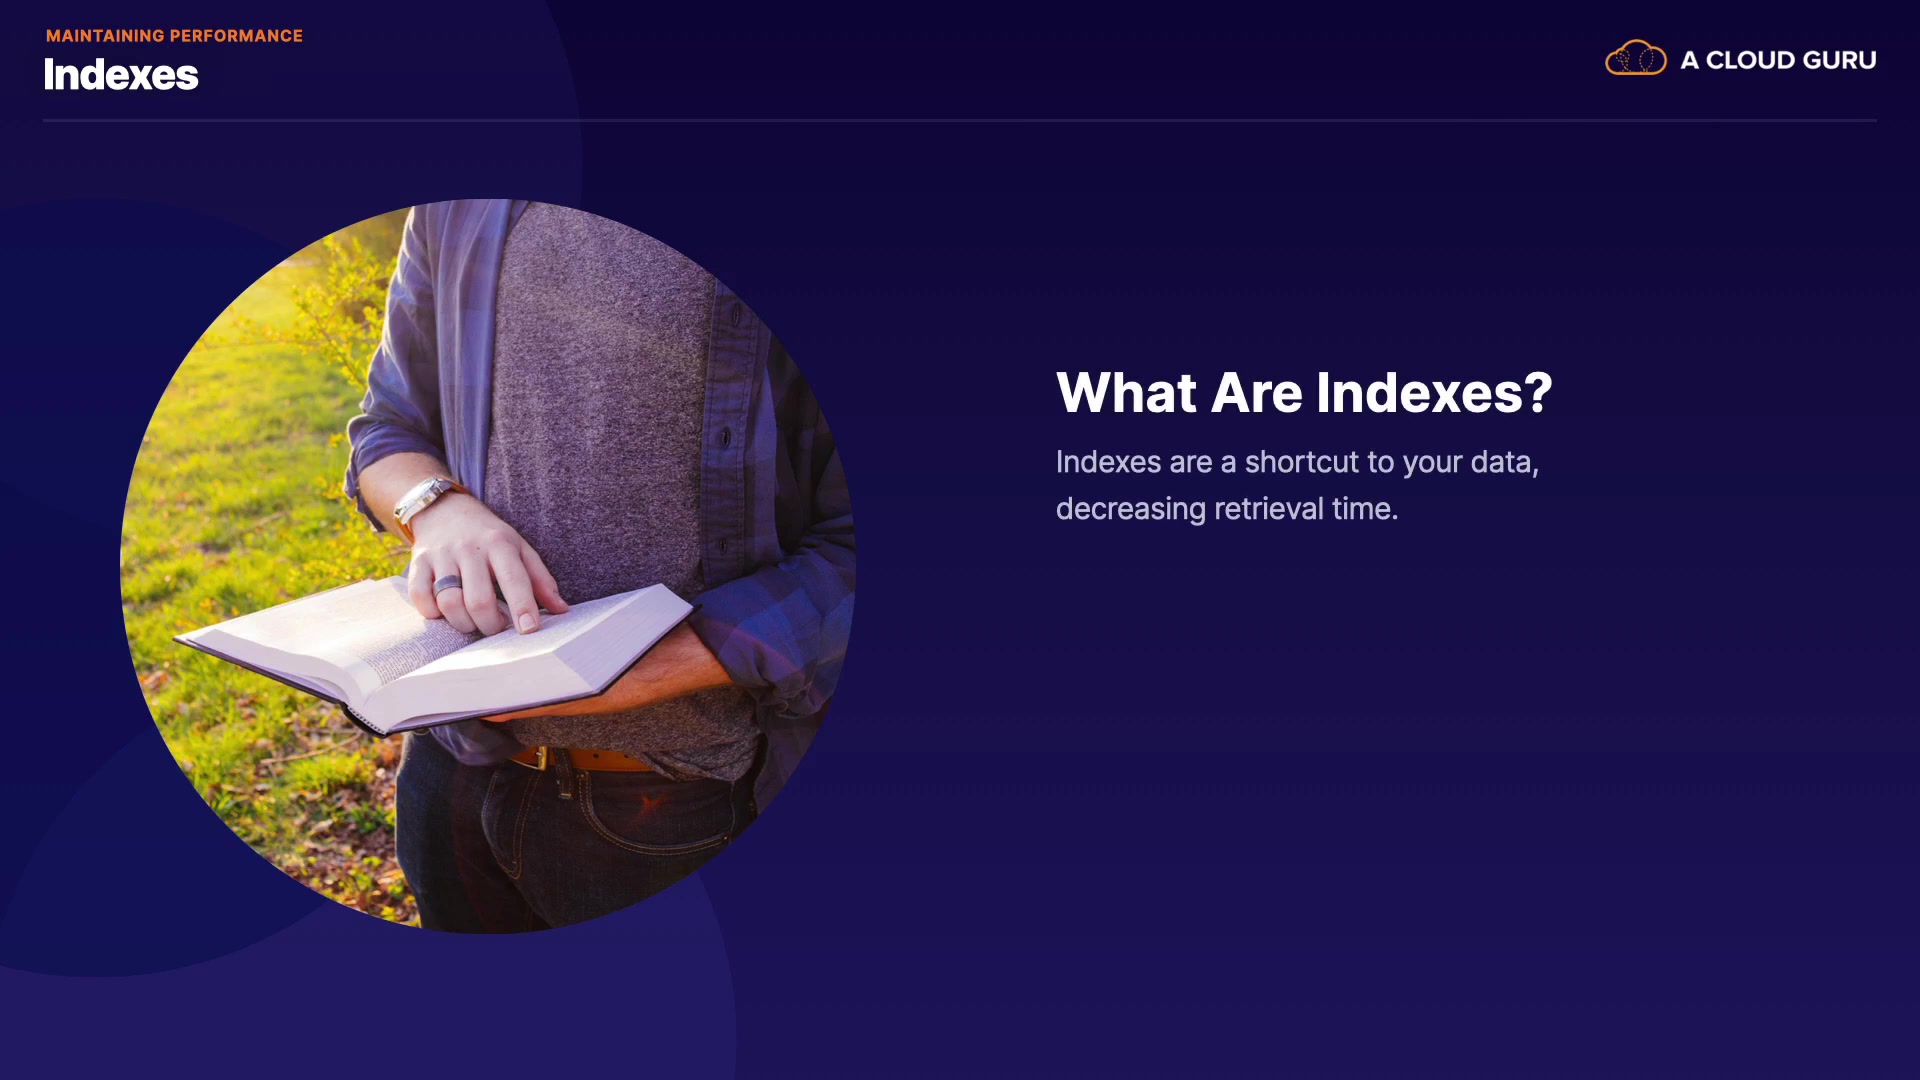 MAINTAINING PERFORMANCE
Indexes
A CLOUD GURU
What Are Indexes?
Indexes are a shortcut to your data,
decreasing retrieval time.